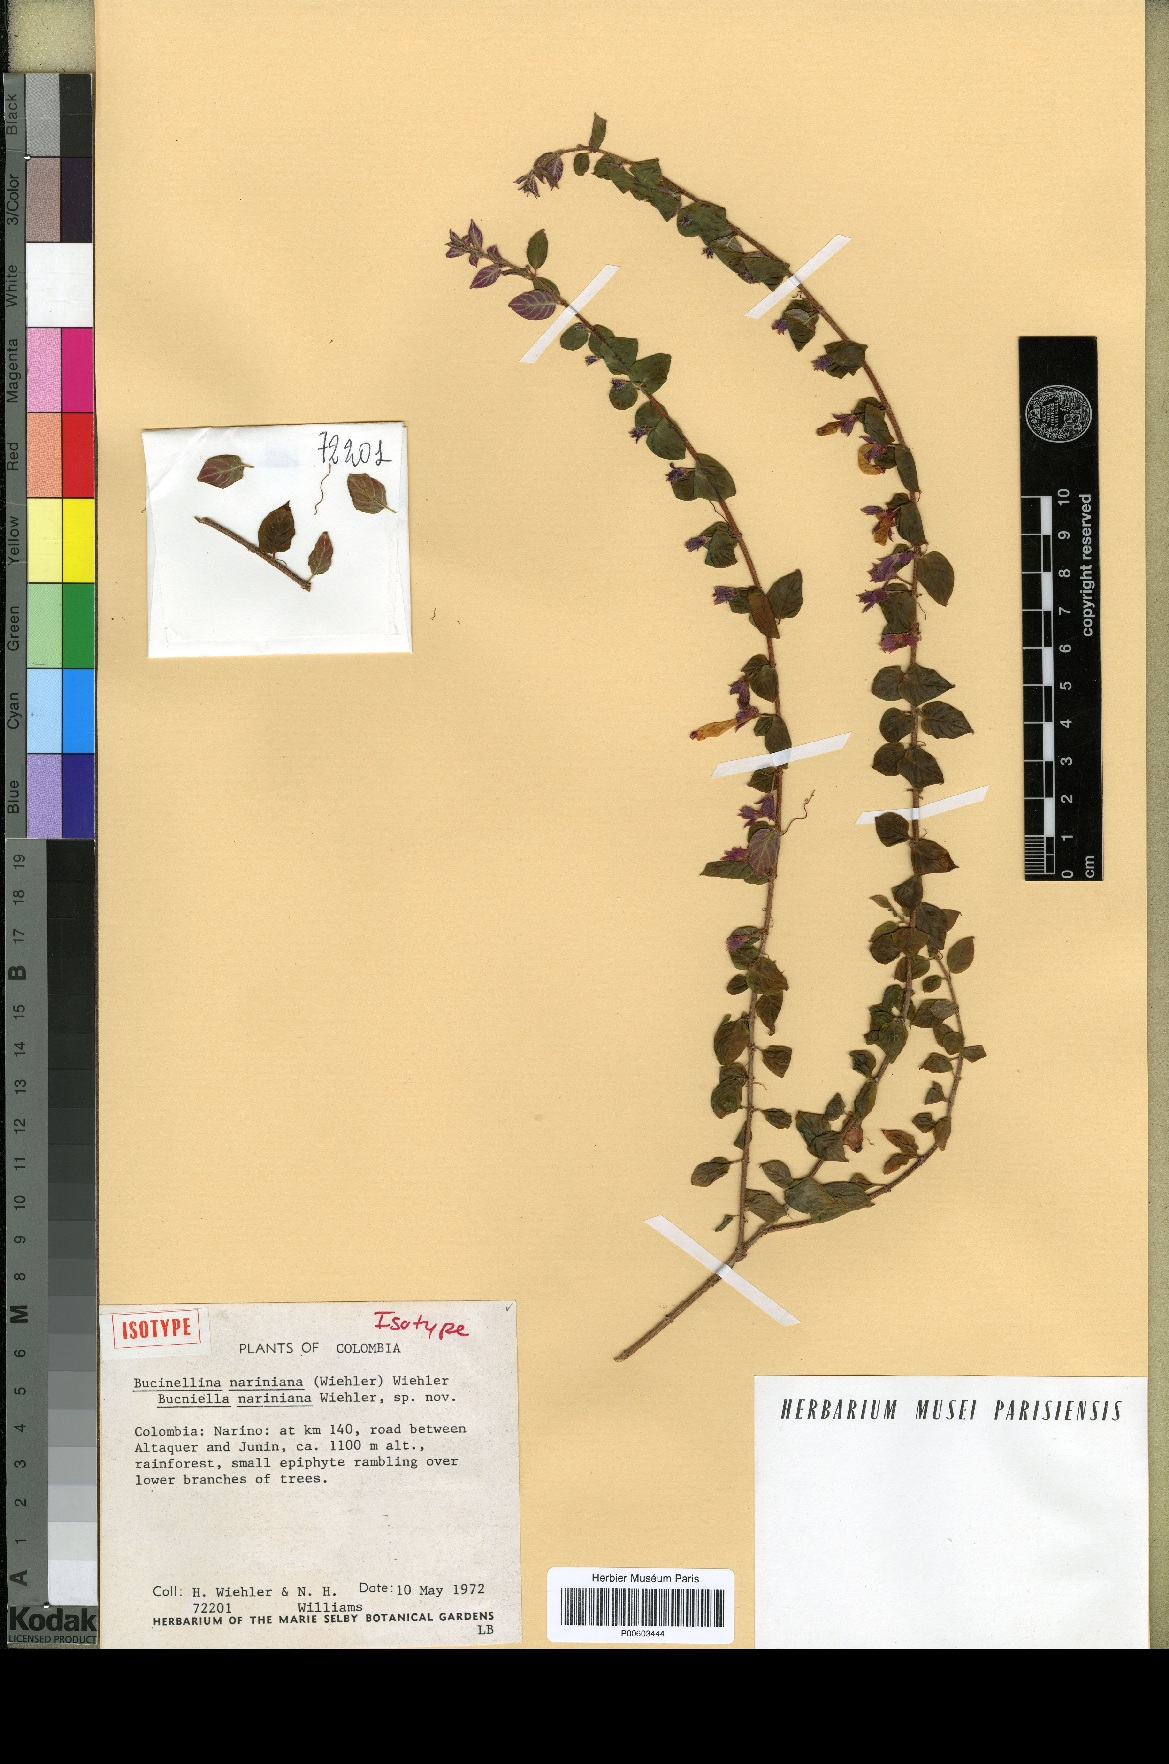 72201
Black
3/Color
White
Magenta
Red
Yellow
Green
Cyan
Blue
19
18
17
B
15
14
13
12
11
10
9
8
M
6
5
4
3
2
1
A
Kodak
LICENSED PRODUCT
10
9
8
7
6
5
4
3
2
1
0
cm
copyright reserved
ISOTYPE
Isotype
PLANTS OF COLOMBIA
Bucinellina nariniana (Wiehler) Wiehler
Bucniella nariniana Wiehler, sp. nov.
Colombia: Narino: at km 140, road between
Altaquer and Junin, ca. 1100 m alt.,
rainforest, small epiphyte rambling over
lower branches of trees.
Coll: H. Wiehler & N. H. Date: 10 May 1972
72201 Williams
HERBARIUM OF THE MARIE SELBY BOTANICAL GARDENS
LB
Herbier Muséum Paris
P00603444
HERBARIUM MUSEI PARISIENSIS